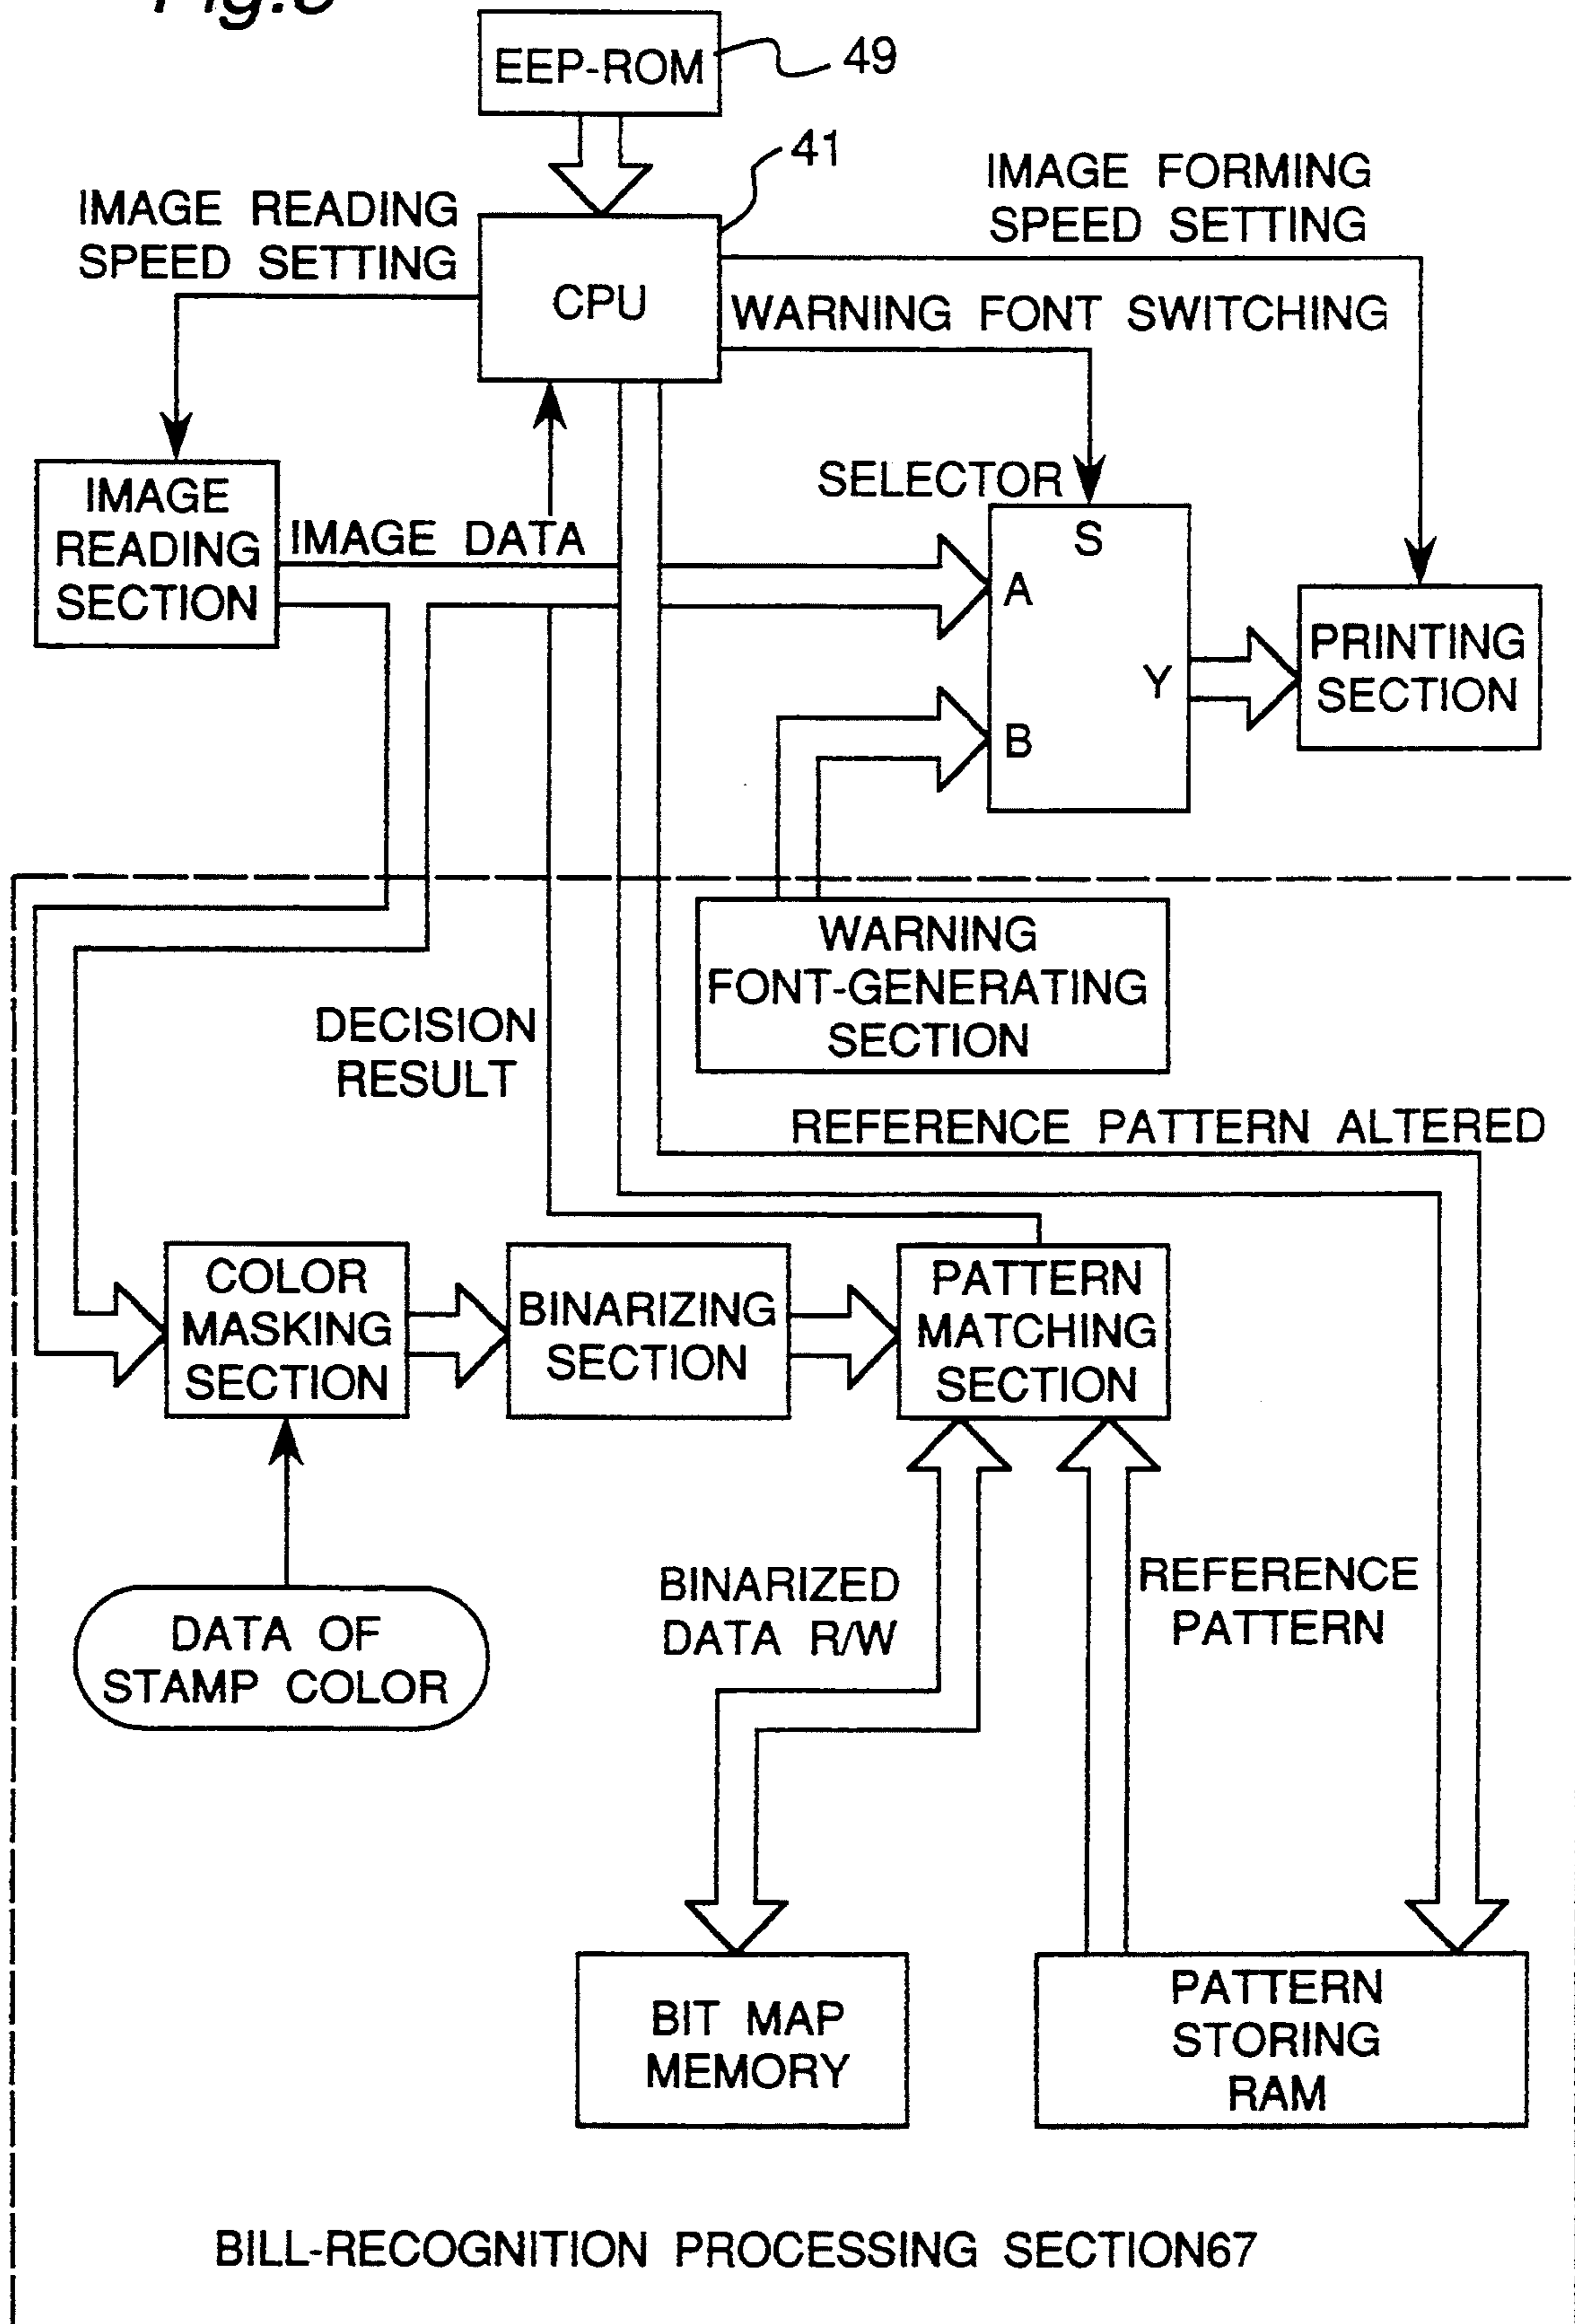 EEP-ROM
49
41
IMAGE READING
SPEED SETTING
CPU
IMAGE FORMING
SPEED SETTING
WARNING FONT SWITCHING
SELECTOR
IMAGE
READING
SECTION
IMAGE DATA
S
A
B
Y
PRINTING
SECTION
WARNING
FONT-GENERATING
SECTION
DECISION
RESULT
REFERENCE PATTERN ALTERED
COLOR
MASKING
SECTION
BINARIZING
SECTION
PATTERN
MATCHING
SECTION
DATA OF
STAMP COLOR
BINARIZED
DATA R/W
REFERENCE
PATTERN
BIT MAP
MEMORY
PATTERN
STORING
RAM
BILL-RECOGNITION PROCESSING SECTION67